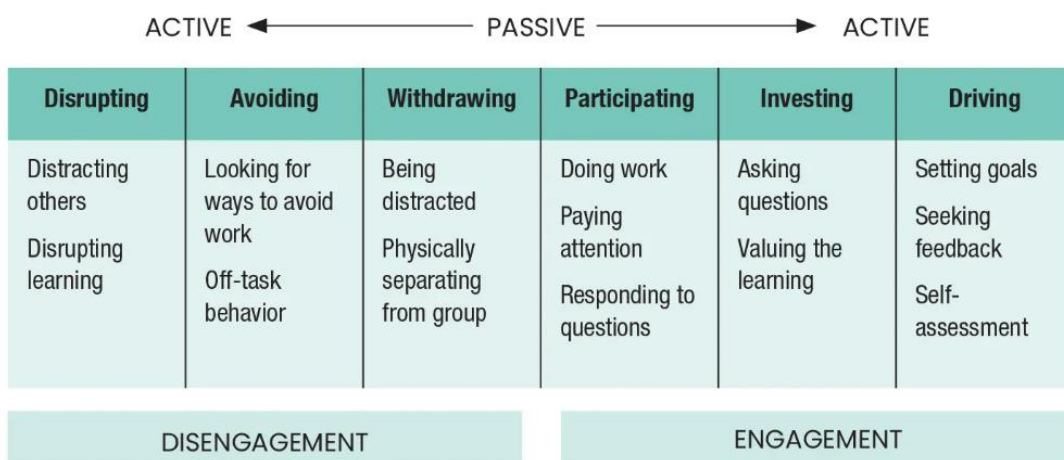 ACTIVE PASSIVE ACTIVE
Disrupting Avoiding Withdrawing Participating Investing Driving
Distracting
others
Disrupting
learning
Looking for
ways to avoid
work
Off-task
behavior
Being
distracted
Physically
separating
from group
Doing work
Paying
attention
Responding to
questions
Asking
questions
Valuing the
learning
Setting goals
Seeking
feedback
Self-
assessment
DISENGAGEMENT ENGAGEMENT